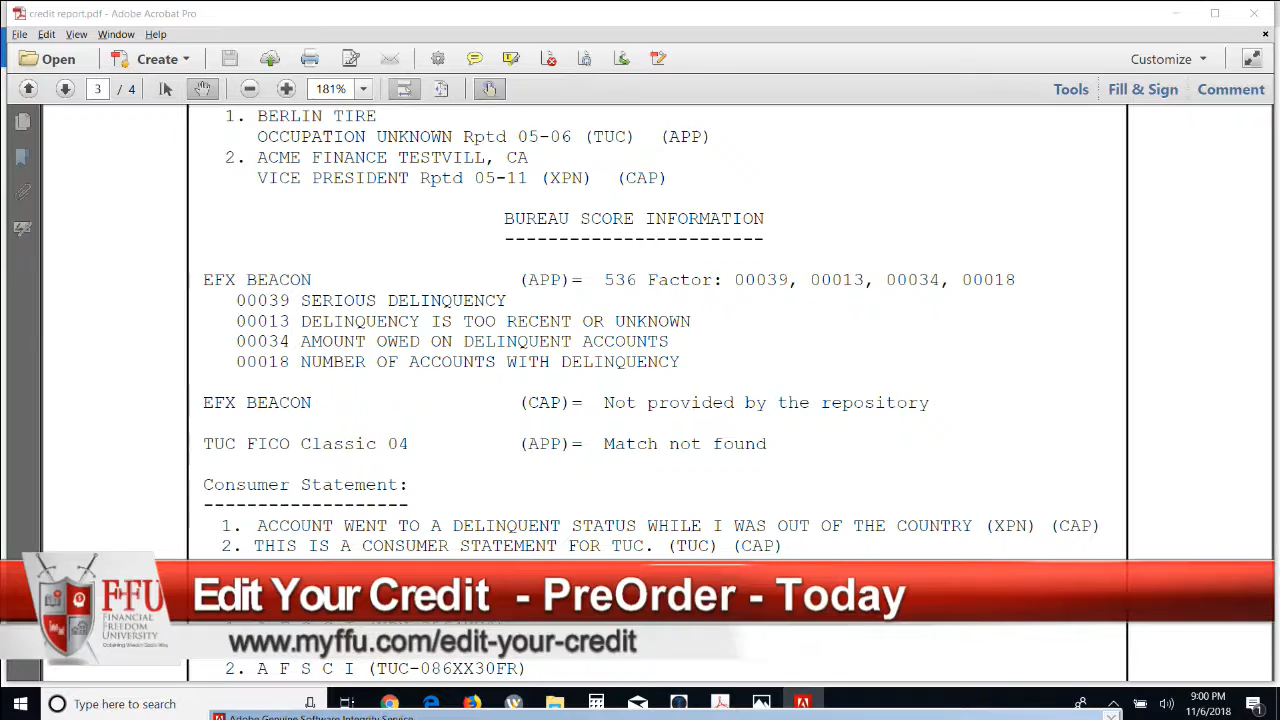 credit report.pdf - Adobe Acrobat Pro
File Edit View Window Help
Open Create Customize
3 / 4 181% Tools Fill & Sign Comment
1. BERLIN TIRE
OCCUPATION UNKNOWN Rptd 05-06 (TUC) (APP)
2. ACME FINANCE TESTVILL, CA
VICE PRESIDENT Rptd 05-11 (XPN) (CAP)
BUREAU SCORE INFORMATION
------------------------
EFX BEACON (APP)= 536 Factor: 00039, 00013, 00034, 00018
00039 SERIOUS DELINQUENCY
00013 DELINQUENCY IS TOO RECENT OR UNKNOWN
00034 AMOUNT OWED ON DELINQUENT ACCOUNTS
00018 NUMBER OF ACCOUNTS WITH DELINQUENCY
EFX BEACON (CAP)= Not provided by the repository
TUC FICO Classic 04 (APP)= Match not found
Consumer Statement:
-------------------
1. ACCOUNT WENT TO A DELINQUENT STATUS WHILE I WAS OUT OF THE COUNTRY (XPN) (CAP)
2. THIS IS A CONSUMER STATEMENT FOR TUC. (TUC) (CAP)
FFU
FINANCIAL
FREEDOM
UNIVERSITY
Edit Your Credit - PreOrder - Today
www.myffu.com/edit-your-credit
2. A F S C I (TUC-086XX30FR)
Type here to search
9:00 PM
11/6/2018
Adobe Genuine Software Integrity Service